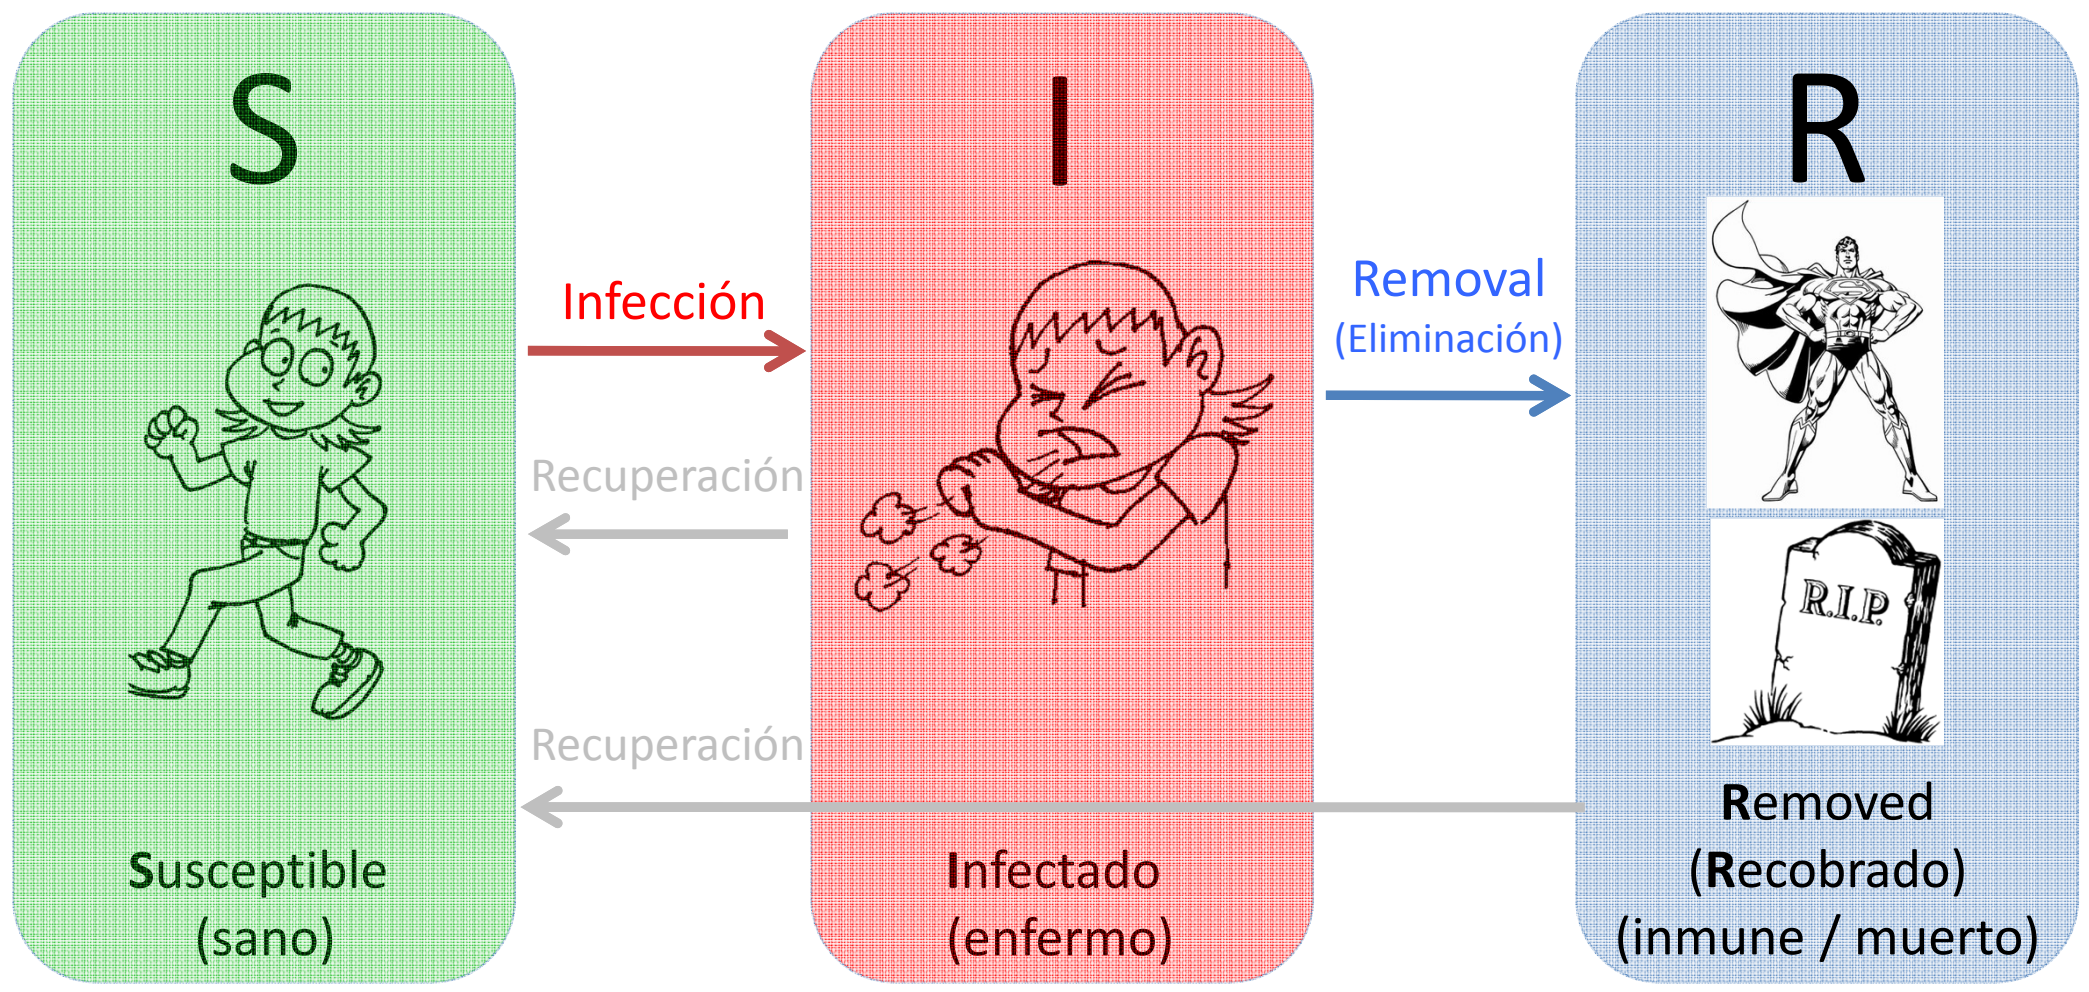 S
I
R
Infección
Removal
(Eliminación)
Recuperación
R.I.P.
Recuperación
Susceptible
(sano)
Infectado
(enfermo)
Removed
(Recobrado)
(inmune / muerto)